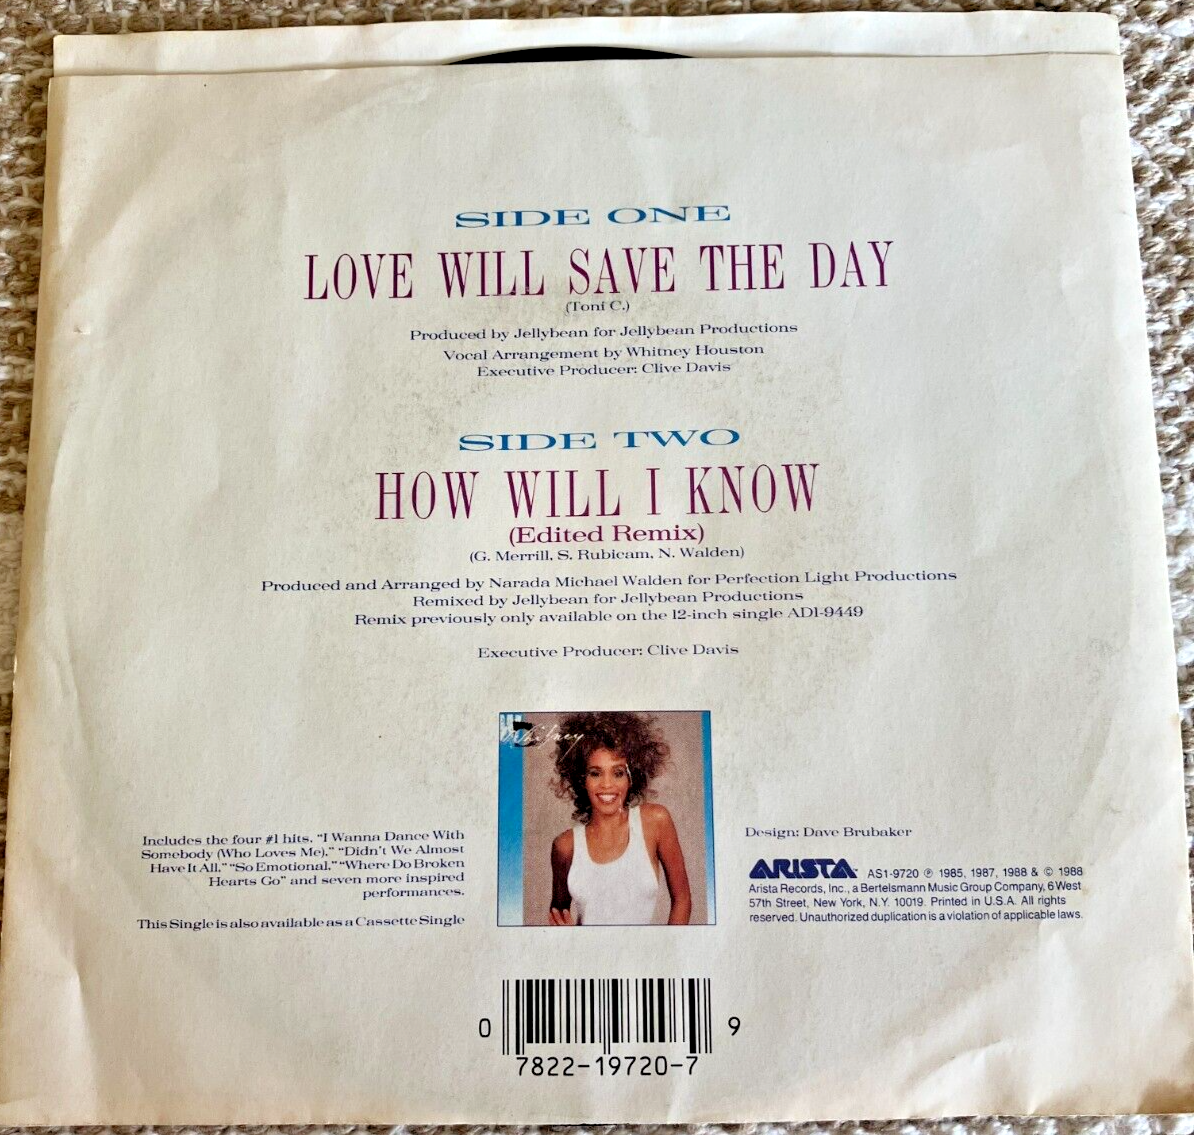 SIDE ONE
LOVE WILL SAVE THE DAY
(Toni C.)
Produced by Jellybean for Jellybean Productions
Vocal Arrangement by Whitney Houston
Executive Producer: Clive Davis
SIDE TWO
HOW WILL I KNOW
(Edited Remix)
(G. Merrill, S. Rubicam, N. Walden)
Produced and Arranged by Narada Michael Walden for Perfection Light Productions
Remixed by Jellybean for Jellybean Productions
Remix previously only available on the 12-inch single AD1-9449
Executive Producer: Clive Davis
Whitney
Includes the four #1 hits, "I Wanna Dance With
Somebody (Who Loves Me)," "Didn't We Almost
Have It All," "So Emotional," "Where Do Broken
Hearts Go" and seven more inspired
performances.
This Single is also available as a Cassette Single
Design: Dave Brubaker
ARISTA AS1-9720 ℗ 1985, 1987, 1988 & © 1988
Arista Records, Inc., a Bertelsmann Music Group Company, 6 West
57th Street, New York, N.Y. 10019. Printed in U.S.A. All rights
reserved. Unauthorized duplication is a violation of applicable laws.
0 7822-19720-7 9